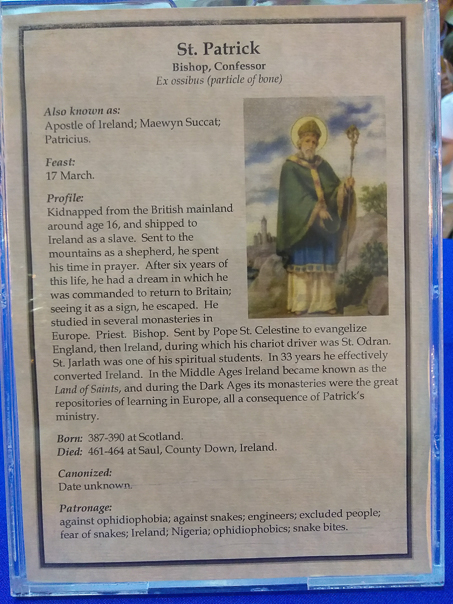 St. Patrick
Bishop, Confessor
Ex ossibus (particle of bone)
Also known as:
Apostle of Ireland; Maewyn Succat;
Patricius.
Feast:
17 March.
Profile:
Kidnapped from the British mainland
around age 16, and shipped to
Ireland as a slave. Sent to the
mountains as a shepherd, he spent
his time in prayer. After six years of
this life, he had a dream in which he
was commanded to return to Britain;
seeing it as a sign, he escaped. He
studied in several monasteries in
Europe. Priest. Bishop. Sent by Pope St. Celestine to evangelize
England, then Ireland, during which his chariot driver was St. Odran.
St. Jarlath was one of his spiritual students. In 33 years he effectively
converted Ireland. In the Middle Ages Ireland became known as the
Land of Saints, and during the Dark Ages its monasteries were the great
repositories of learning in Europe, all a consequence of Patrick's
ministry.
Born: 387-390 at Scotland.
Died: 461-464 at Saul, County Down, Ireland.
Canonized:
Date unknown.
Patronage:
against ophidiophobia; against snakes; engineers; excluded people;
fear of snakes; Ireland; Nigeria; ophidiophobics; snake bites.